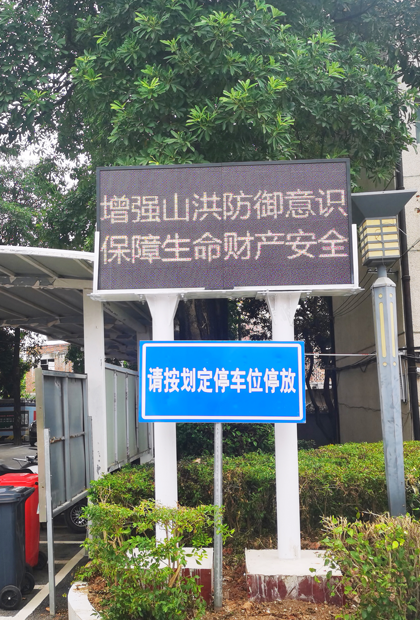 增强山洪防御意识
保障生命财产安全
请按划定停车位停放